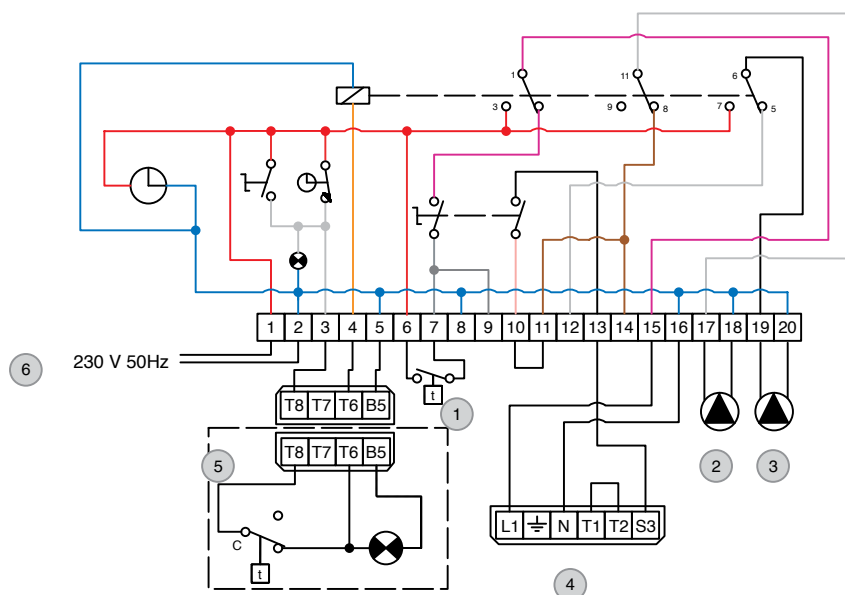 1 11 6
3 9 8 7 5
1 2 3 4 5 6 7 8 9 10 11 12 13 14 15 16 17 18 19 20
6 230 V 50Hz
t 1
T8 T7 T6 B5
5 T8 T7 T6 B5
2 3
L1 N T1 T2 S3
C
t
4